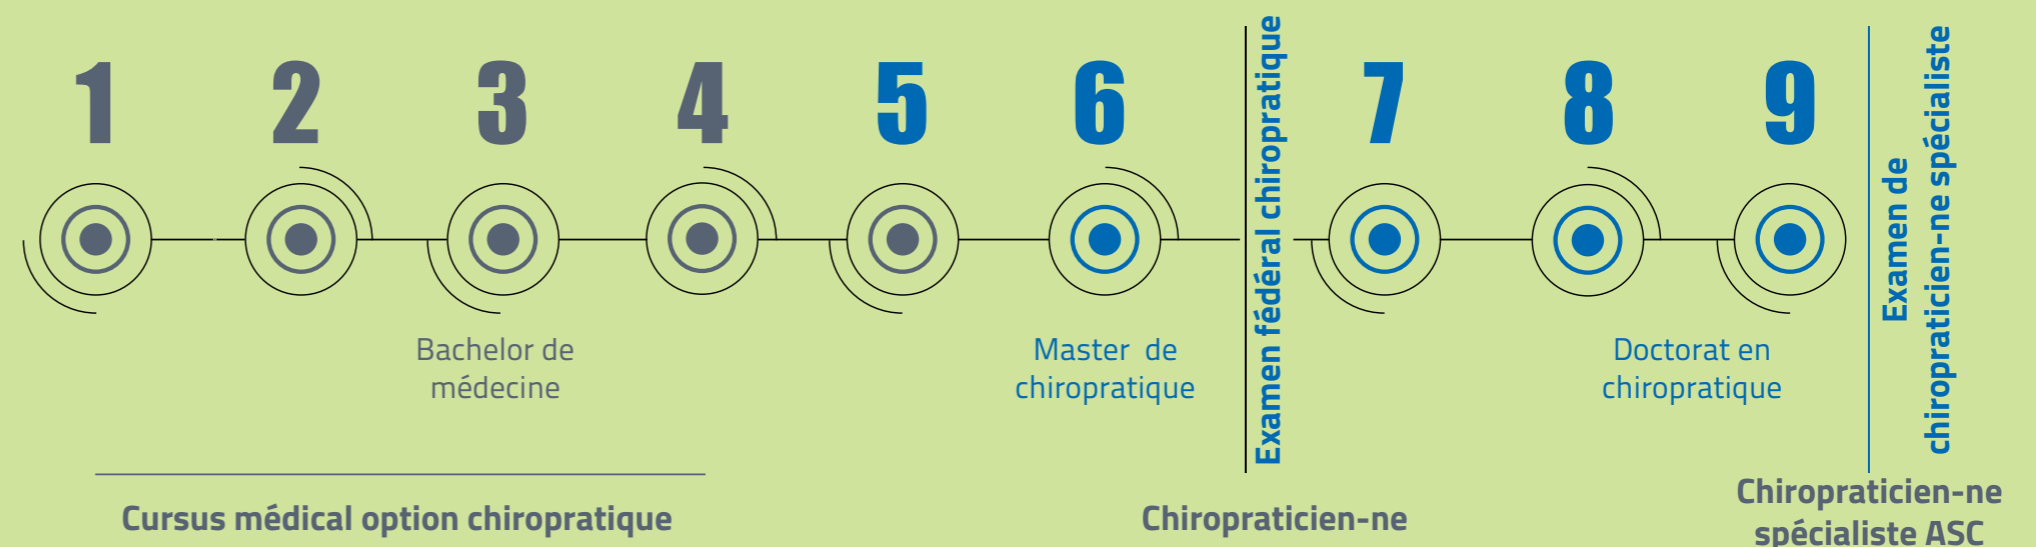 1 2 3 4 5 6 7 8 9
Bachelor de
médecine
Master de
chiropratique
Examen fédéral chiropratique
Doctorat en
chiropratique
Examen de
chiropraticien-ne spécialiste
Cursus médical option chiropratique
Chiropraticien-ne
Chiropraticien-ne
spécialiste ASC